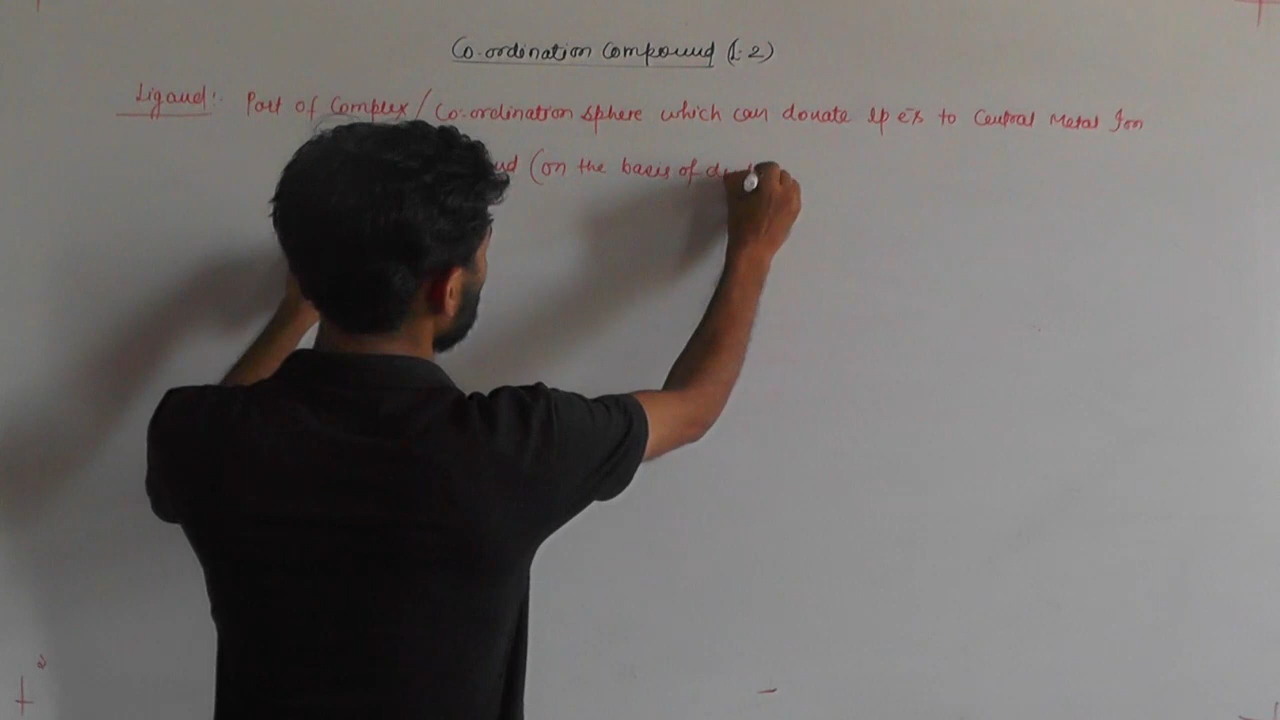 Co-ordination Compound (L-2)
Ligand:- Part of Complex/Co-ordination sphere which can donate lp e⁻s to Central Metal Ion
(on the basis of